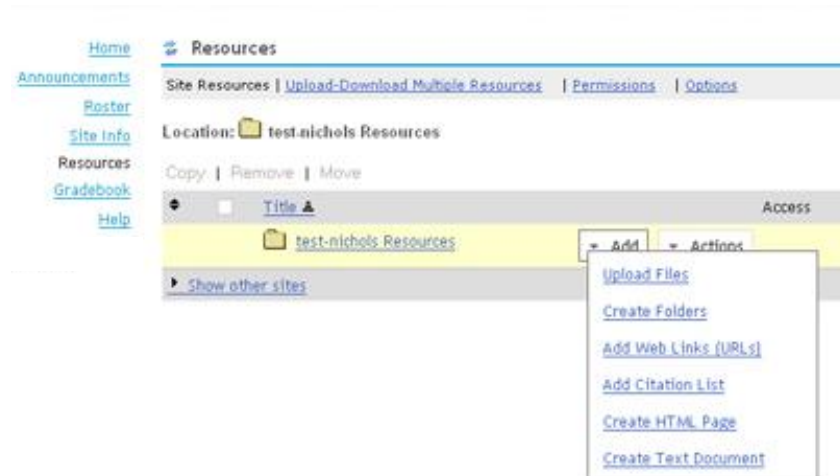 Home
Announcements
Roster
Site Info
Resources
Gradebook
Help
Resources
Site Resources | Upload-Download Multiple Resources | Permissions | Options
Location: test-nichols Resources
Copy | Remove | Move
Title Access
test-nichols Resources Add Actions
Show other sites
Upload Files
Create Folders
Add Web Links (URLs)
Add Citation List
Create HTML Page
Create Text Document